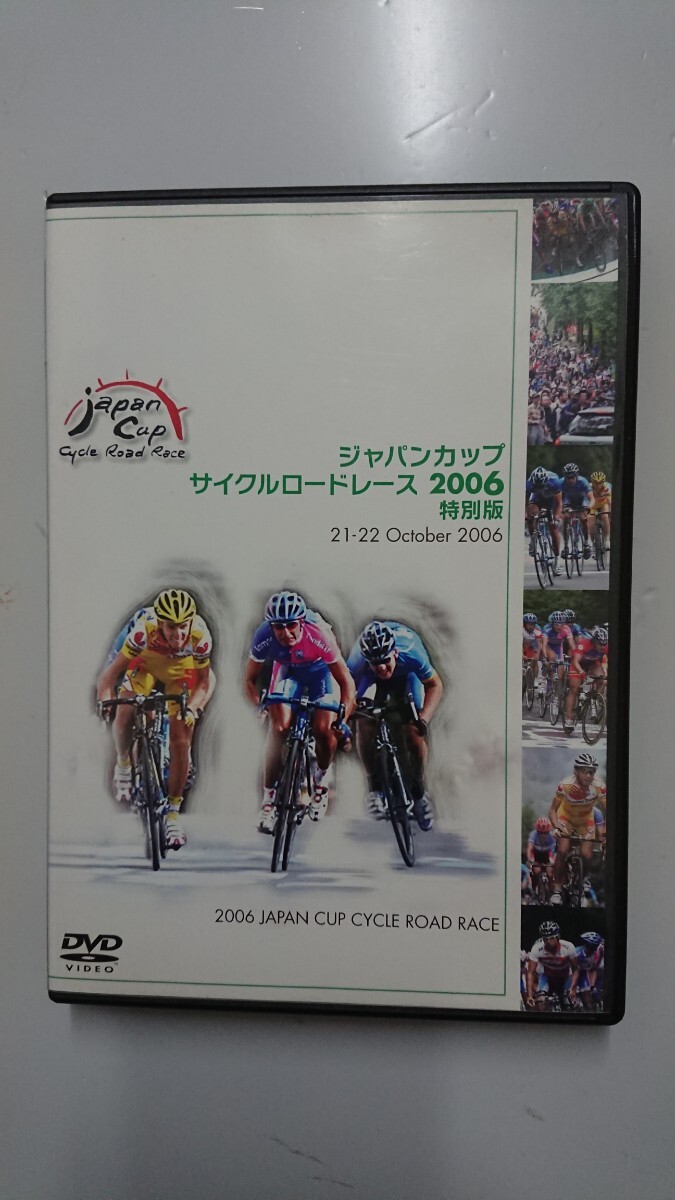 Japan
Cup
Cycle Road Race
ジャパンカップ
サイクルロードレース 2006
特別版
21-22 October 2006
2006 JAPAN CUP CYCLE ROAD RACE
DVD
VIDEO